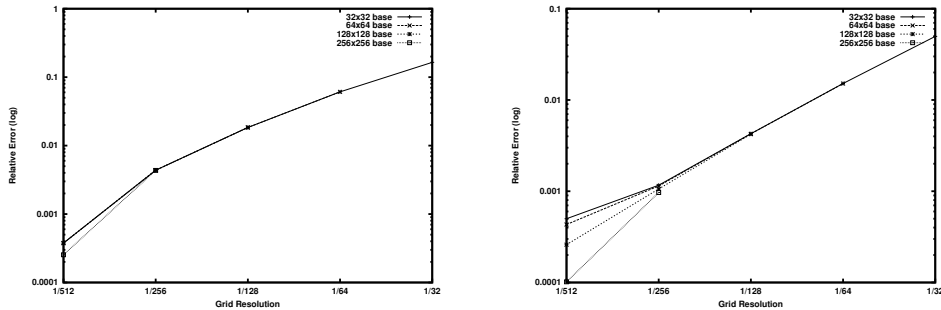 1
0.1
0.01
0.001
0.0001
1/512
1/256
1/128
1/64
1/32
Relative Error (log)
Grid Resolution
32x32 base
64x64 base
128x128 base
256x256 base
0.1
0.01
0.001
0.0001
1/512
1/256
1/128
1/64
1/32
Relative Error (log)
Grid Resolution
32x32 base
64x64 base
128x128 base
256x256 base